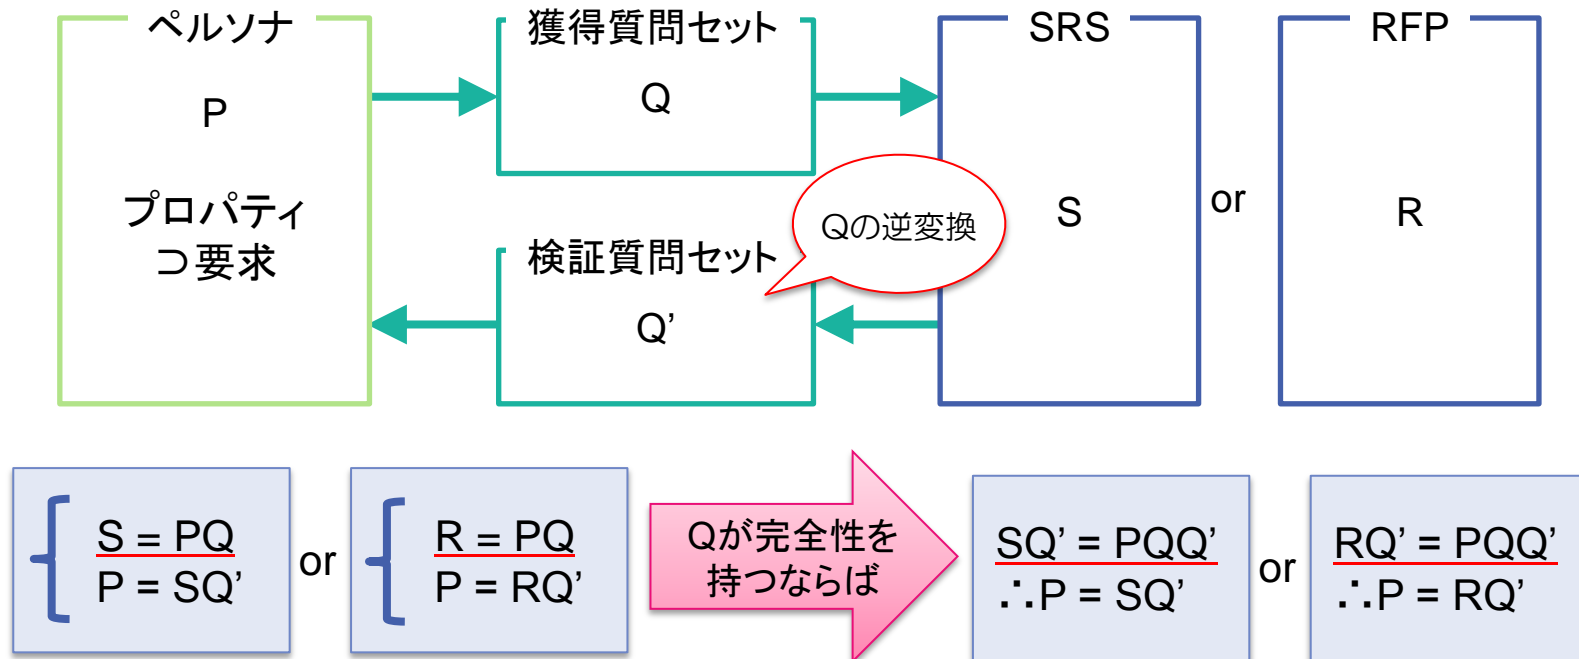 ペルソナ
P
プロパティ
⊃要求
獲得質問セット
Q
検証質問セット
Q’
Qの逆変換
SRS
S
or
RFP
R
S = PQ
P = SQ’
or
R = PQ
P = RQ’
Qが完全性を
持つならば
SQ’ = PQQ’
∴P = SQ’
or
RQ’ = PQQ’
∴P = RQ’